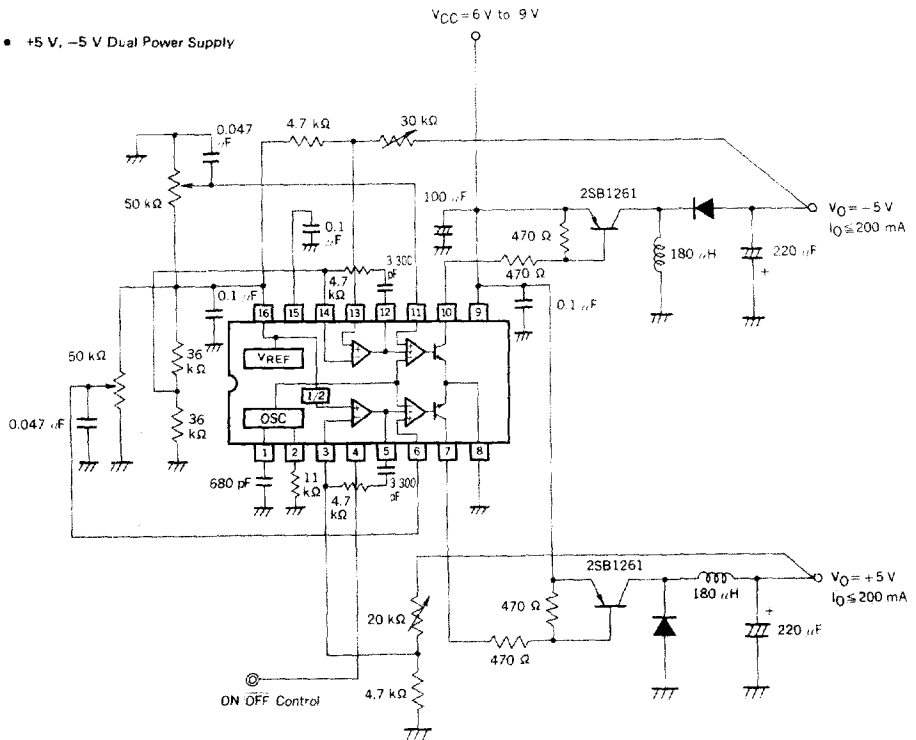 VCC=6 V to 9 V
• +5 V, −5 V Dual Power Supply
0.047
μF
4.7 kΩ
30 kΩ
50 kΩ
0.1
μF
100 μF
2SB1261
VO=−5 V
IO≦200 mA
470 Ω
470 Ω
180 μH
220 μF
+
3 300
pF
4.7
kΩ
0.1 μF
0.1 μF
16
15
14
13
12
11
10
9
VREF
1/2
OSC
50 kΩ
36
kΩ
36
kΩ
0.047 μF
1
2
3
4
5
6
7
8
680 pF
11
kΩ
4.7
kΩ
3 300
pF
2SB1261
180 μH
VO=+5 V
IO≦200 mA
+
220 μF
470 Ω
470 Ω
20 kΩ
4.7 kΩ
ON OFF Control